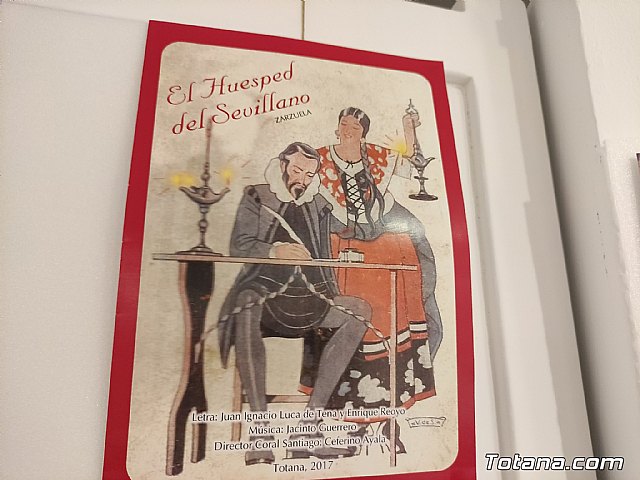 El Huesped
del Sevillano
ZARZUELA
Letra: Juan Ignacio Luca de Tena y Enrique Reoyo
Música: Jacinto Guerrero
Director Coral Santiago: Ceferino Ayala
Totana, 2017
Totana.com